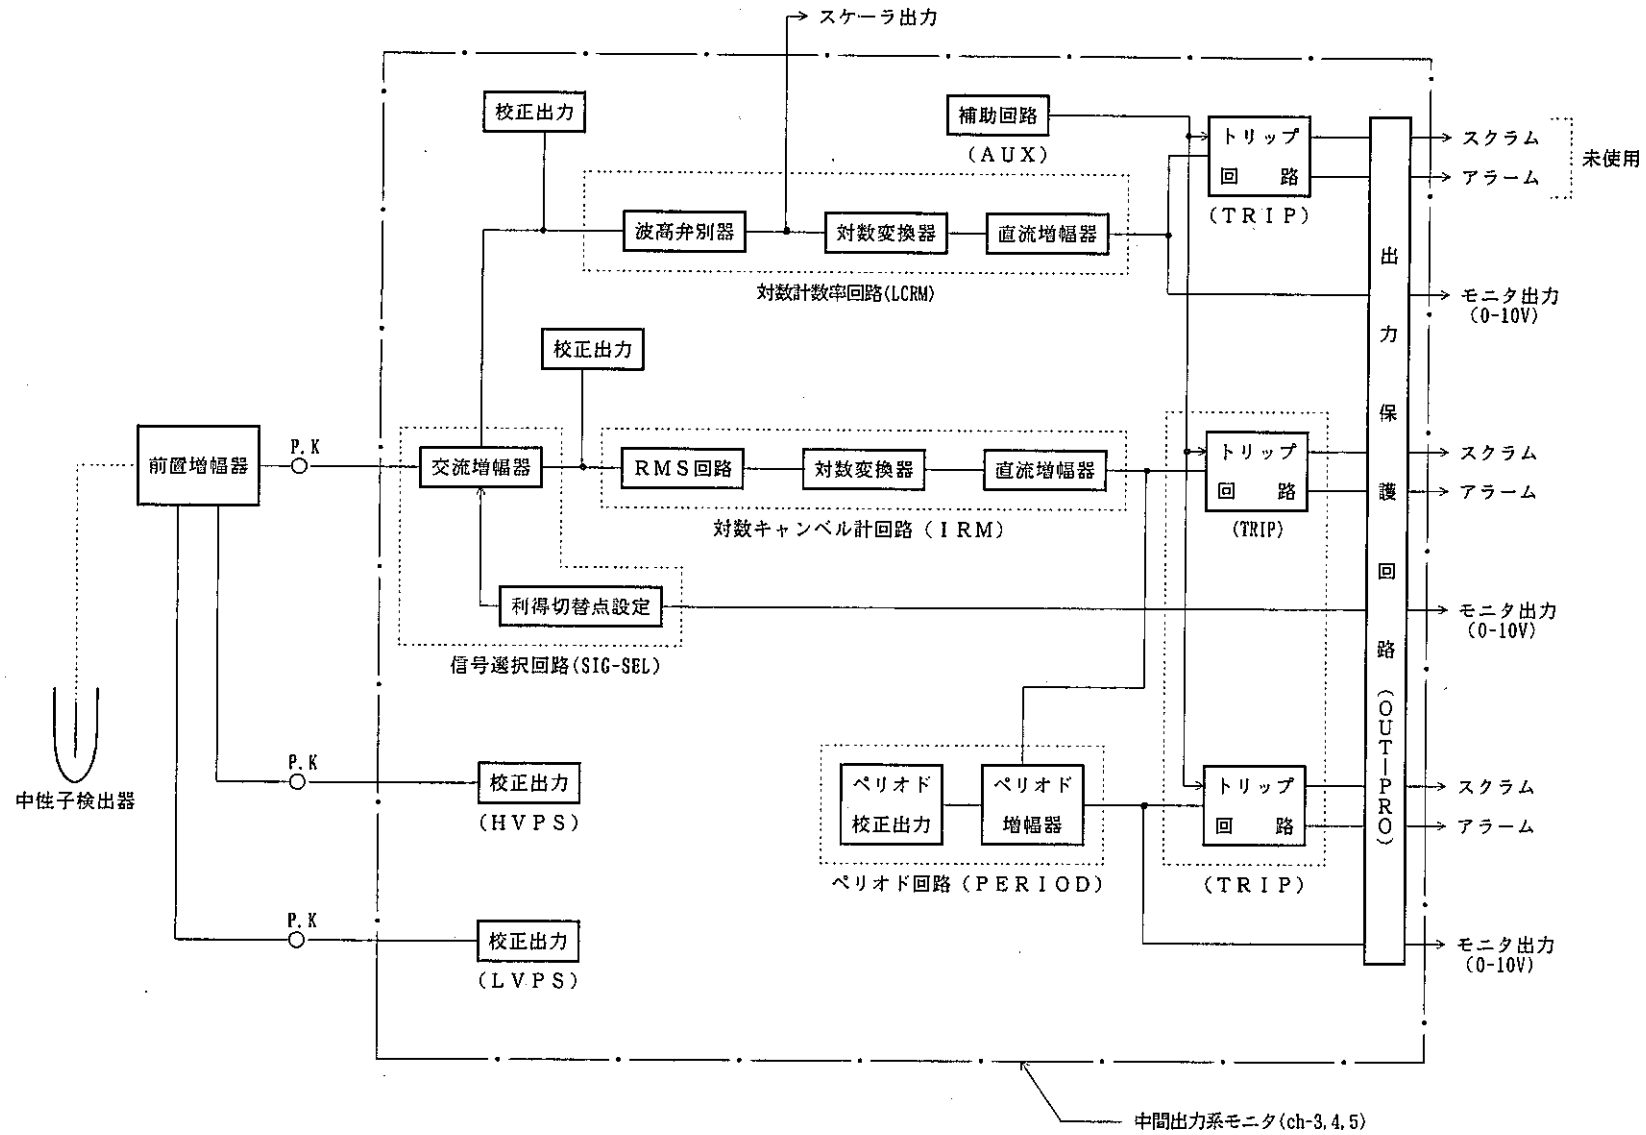 スケーラ出力
校正出力
補助回路
(AUX)
トリップ
回 路
(TRIP)
スクラム
アラーム
未使用
波高弁別器
対数変換器
直流増幅器
対数計数率回路(LCRM)
モニタ出力
(0-10V)
校正出力
前置増幅器
P.K
交流増幅器
RMS回路
対数変換器
直流増幅器
対数キャンベル計回路(IRM)
トリップ
回 路
(TRIP)
スクラム
アラーム
利得切替点設定
信号選択回路(SIG-SEL)
モニタ出力
(0-10V)
出力保護回路(OUT-PRO)
中性子検出器
P.K
校正出力
(HVPS)
ペリオド
校正出力
ペリオド
増幅器
ペリオド回路(PERIOD)
トリップ
回 路
(TRIP)
スクラム
アラーム
P.K
校正出力
(LVPS)
モニタ出力
(0-10V)
中間出力系モニタ(ch-3,4,5)